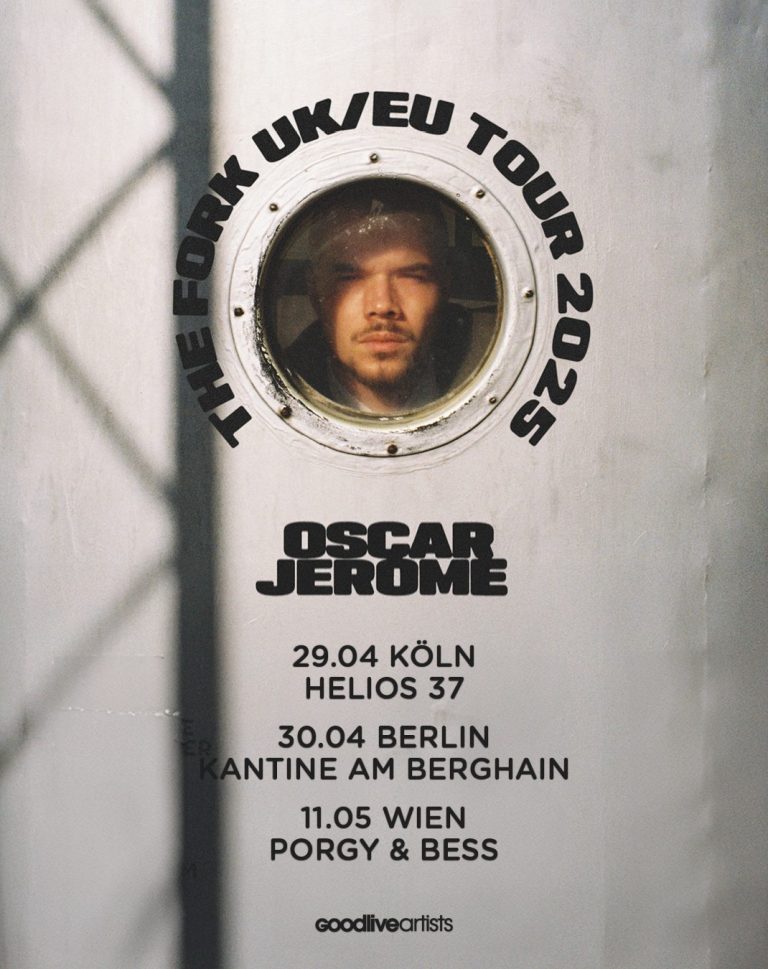 THE FORK UK/EU TOUR 2025
OSCAR
JEROME
29.04 KÖLN
HELIOS 37
30.04 BERLIN
KANTINE AM BERGHAIN
11.05 WIEN
PORGY & BESS
GOODLIVEartists